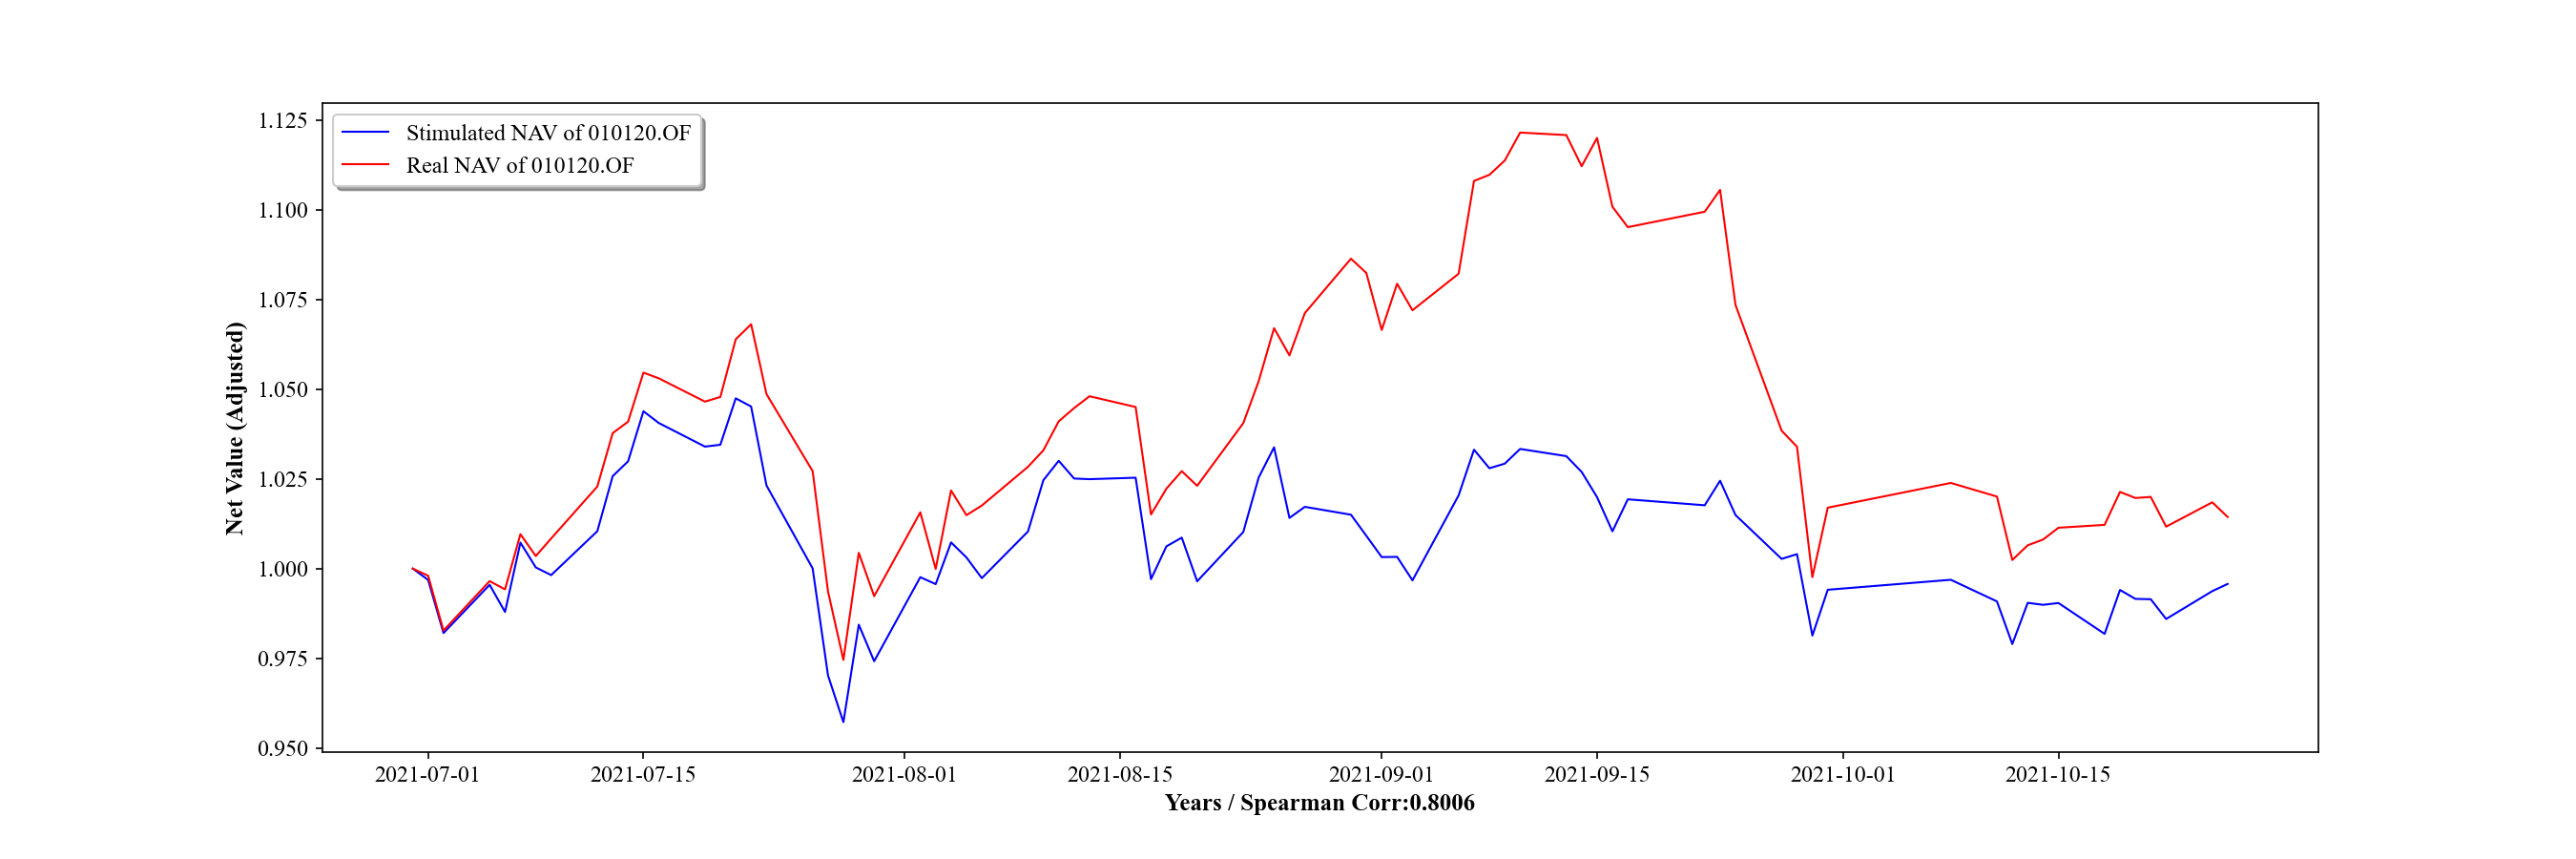 Stimulated NAV of 010120.OF
Real NAV of 010120.OF
1.125
1.100
1.075
1.050
1.025
1.000
0.975
0.950
Net Value (Adjusted)
2021-07-01 2021-07-15 2021-08-01 2021-08-15 2021-09-01 2021-09-15 2021-10-01 2021-10-15
Years / Spearman Corr:0.8006